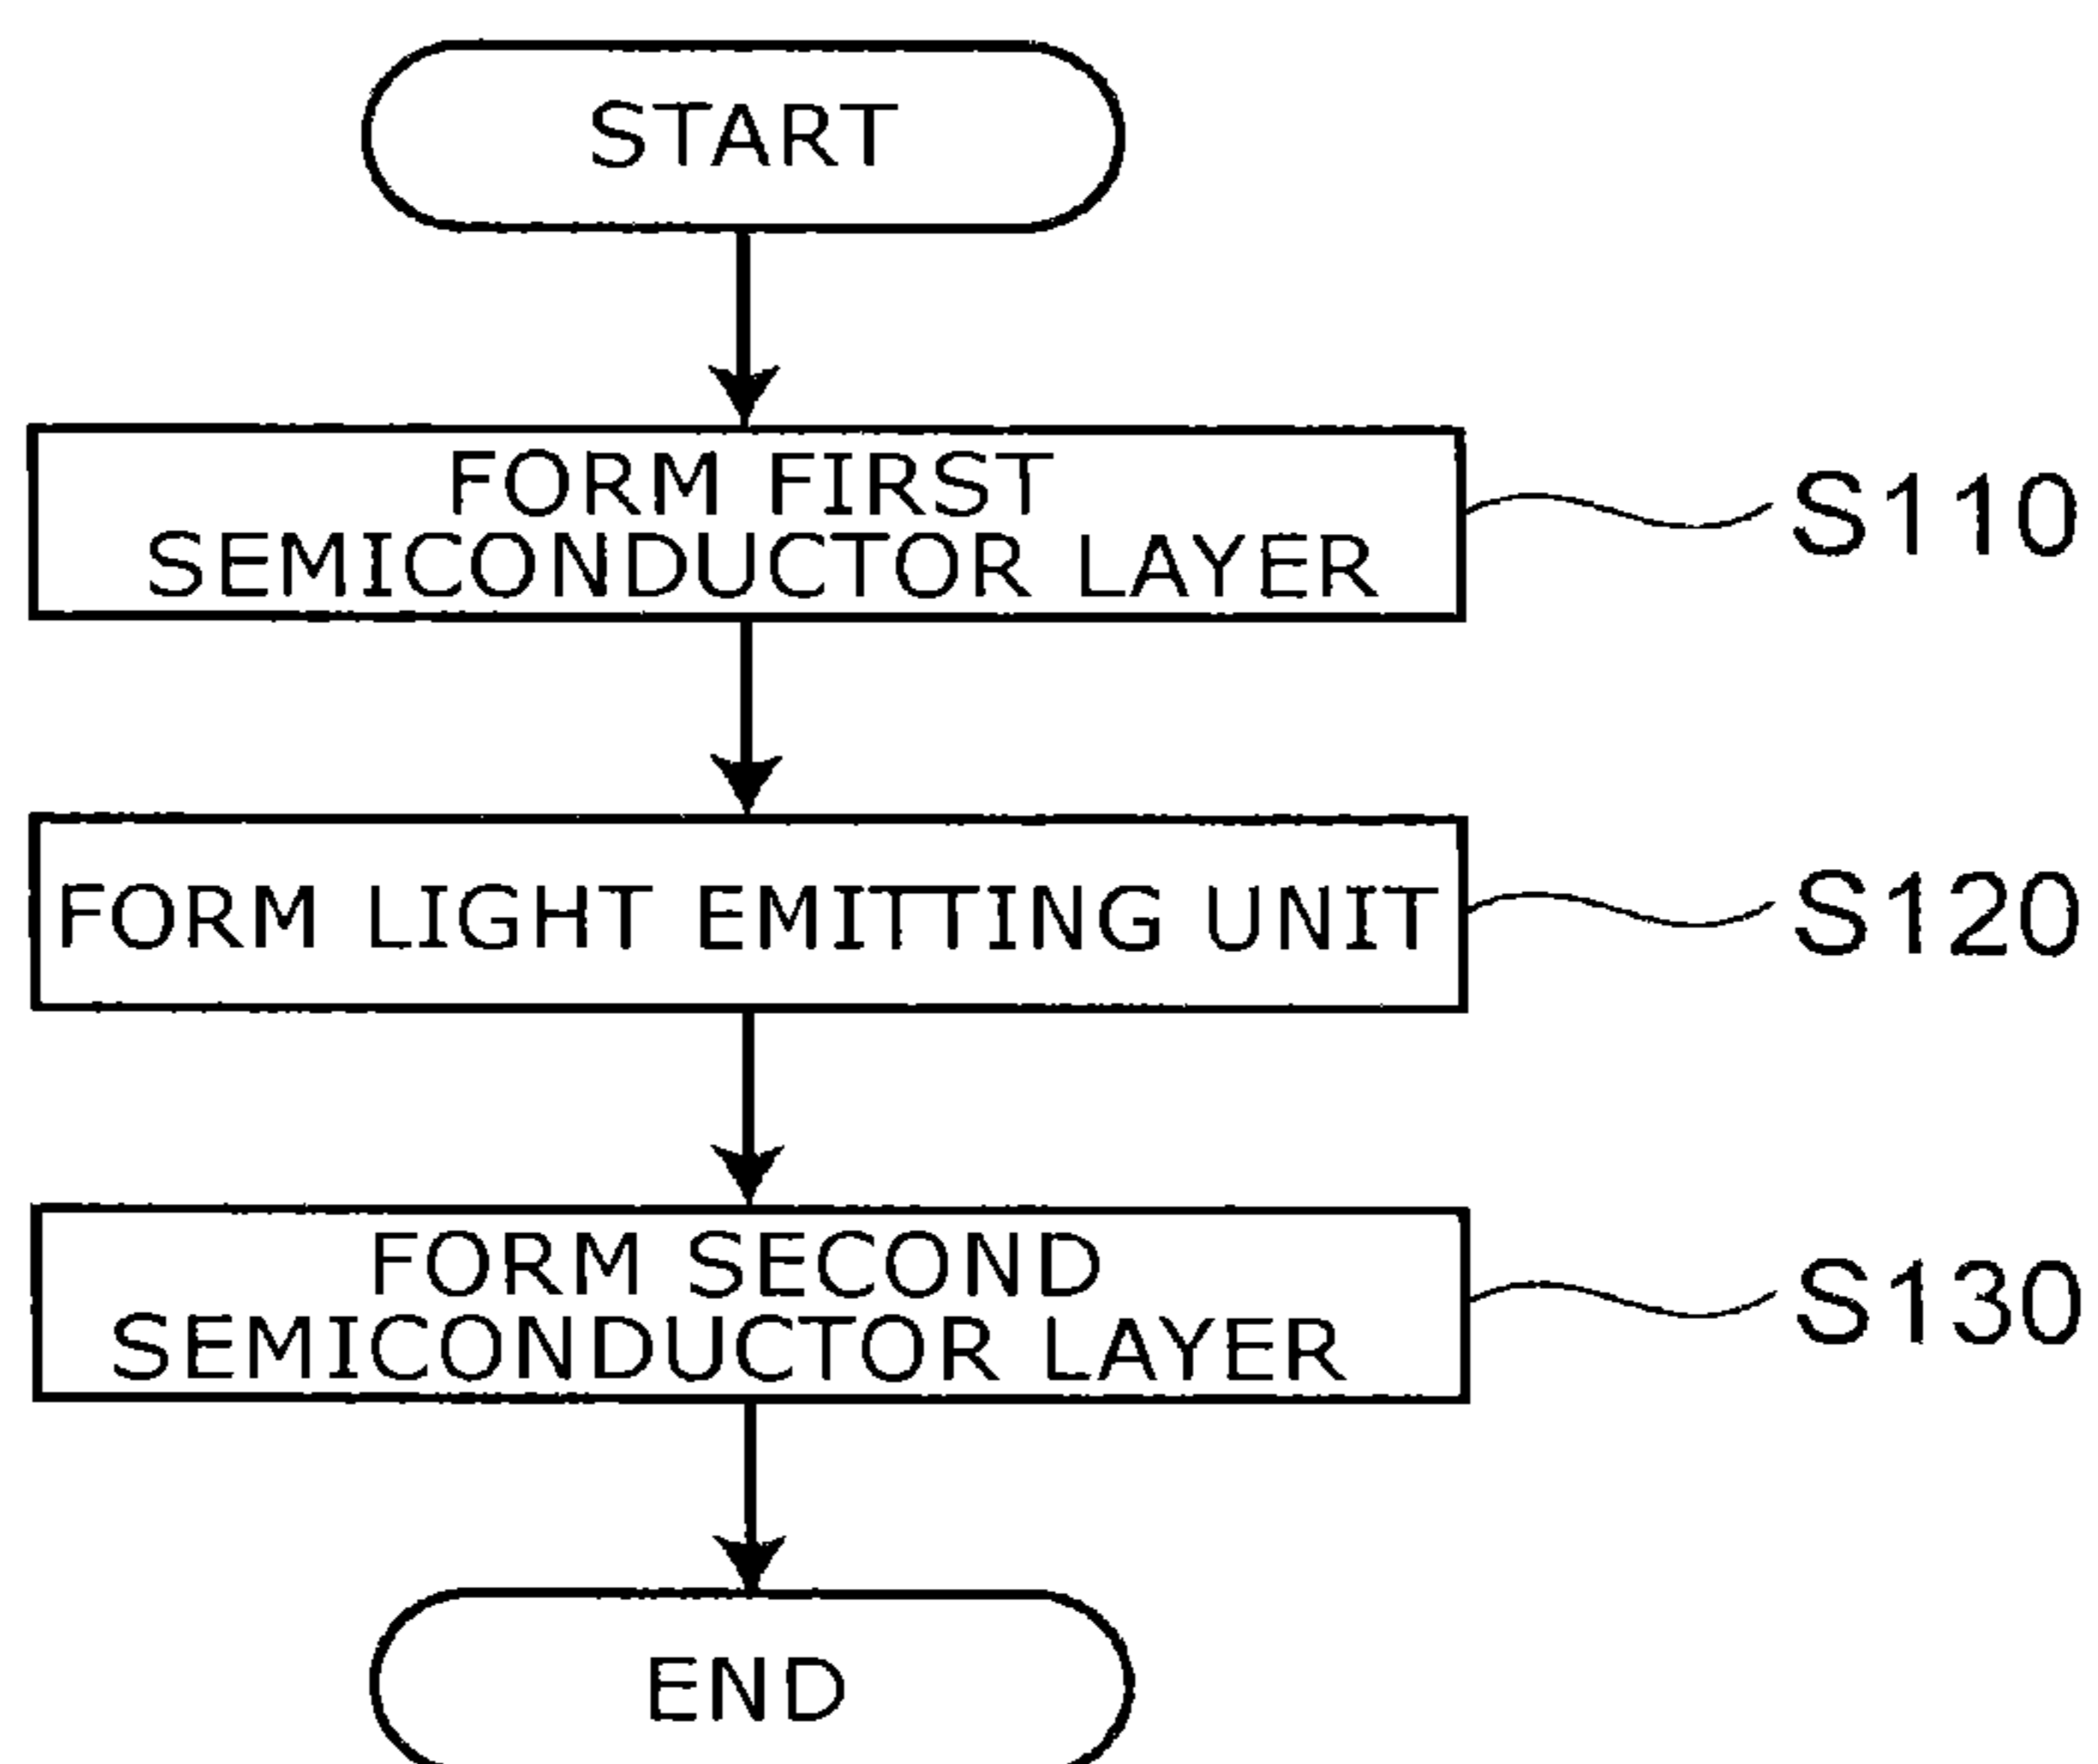 START
FORM FIRST
SEMICONDUCTOR LAYER
S110
FORM LIGHT EMITTING UNIT
S120
FORM SECOND
SEMICONDUCTOR LAYER
S130
END